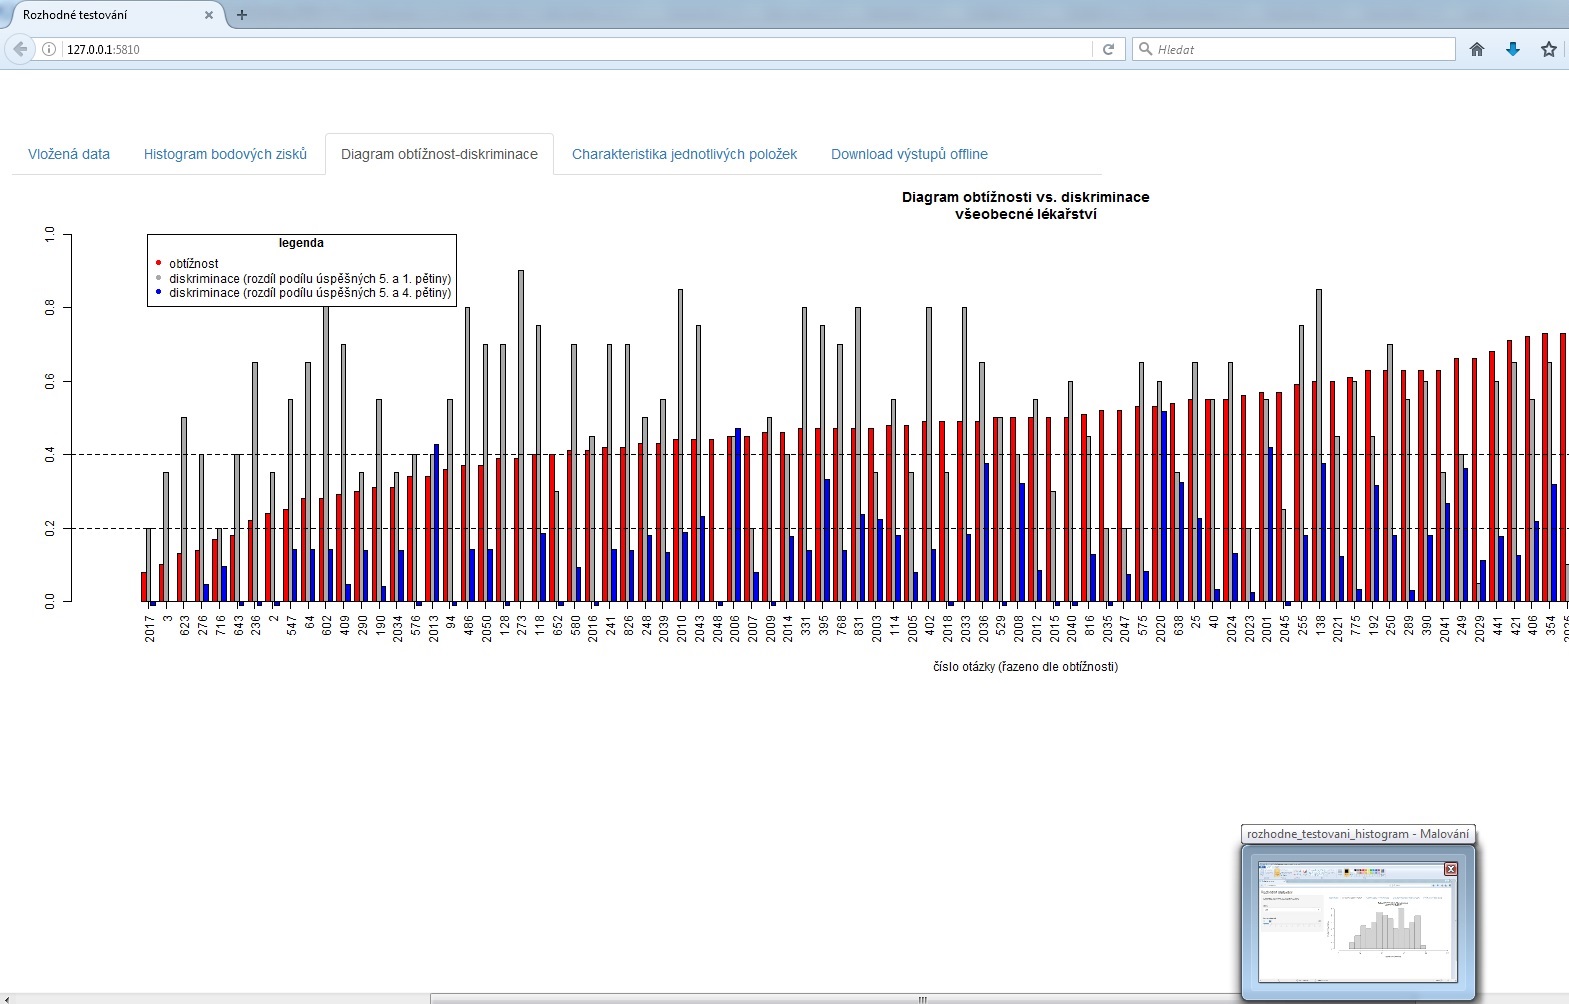 Rozhodné testování
127.0.0.1:5810
Hledat
Vložená data
Histogram bodových zisků
Diagram obtížnost-diskriminace
Charakteristika jednotlivých položek
Download výstupů offline
Diagram obtížnosti vs. diskriminace
všeobecné lékařství
legenda
obtížnost
diskriminace (rozdíl podílu úspěšných 5. a 1. pětiny)
diskriminace (rozdíl podílu úspěšných 5. a 4. pětiny)
1.0
0.8
0.6
0.4
0.2
0.0
2017 3 623 276 716 643 236 2 547 64 602 409 290 190 2034 576 2013 94 486 2050 128 273 118 652 580 2016 241 826 248 2039 2010 2043 2048 2006 2007 2009 2014 331 395 768 831 2003 114 2005 402 2018 2033 2036 529 2008 2012 2015 2040 816 2035 2047 575 2020 638 25 40 2024 2023 2001 2045 255 138 2021 775 192 250 289 390 2041 249 2029 441 421 406 354
číslo otázky (řazeno dle obtížnosti)
rozhodne_testovani_histogram - Malování